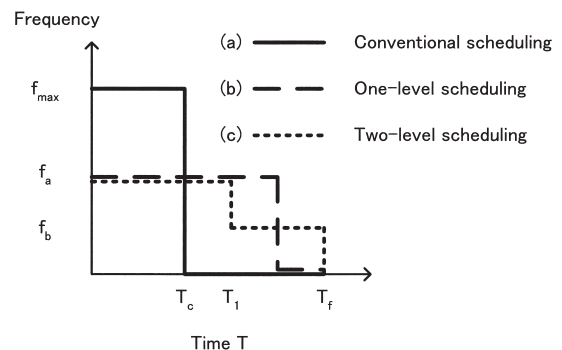 Frequency
(a) Conventional scheduling
f_max
(b) One-level scheduling
(c) Two-level scheduling
f_a
f_b
T_c T_1 T_f
Time T